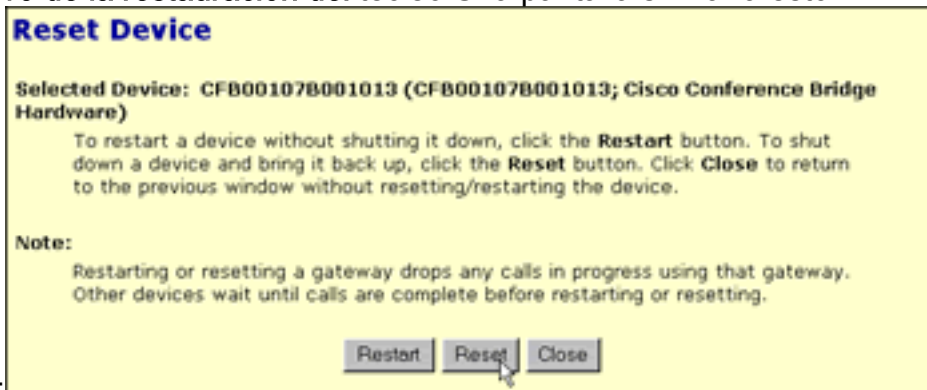 Reset Device
Selected Device: CFB00107B001013 (CFB00107B001013; Cisco Conference Bridge
Hardware)
To restart a device without shutting it down, click the Restart button. To shut
down a device and bring it back up, click the Reset button. Click Close to return
to the previous window without resetting/restarting the device.
Note:
Restarting or resetting a gateway drops any calls in progress using that gateway.
Other devices wait until calls are complete before restarting or resetting.
Restart Reset Close